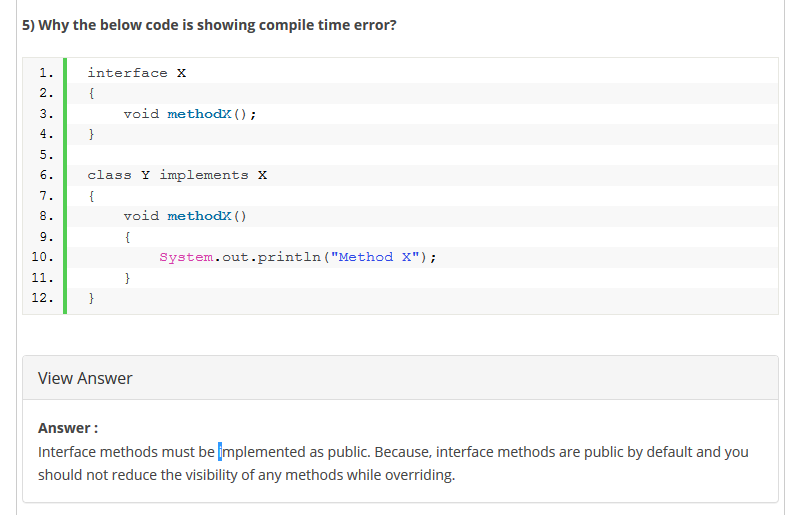 5) Why the below code is showing compile time error?
1. interface X
2. {
3. void methodX();
4. }
5.
6. class Y implements X
7. {
8. void methodX()
9. {
10. System.out.println("Method X");
11. }
12. }
View Answer
Answer :
Interface methods must be implemented as public. Because, interface methods are public by default and you
should not reduce the visibility of any methods while overriding.